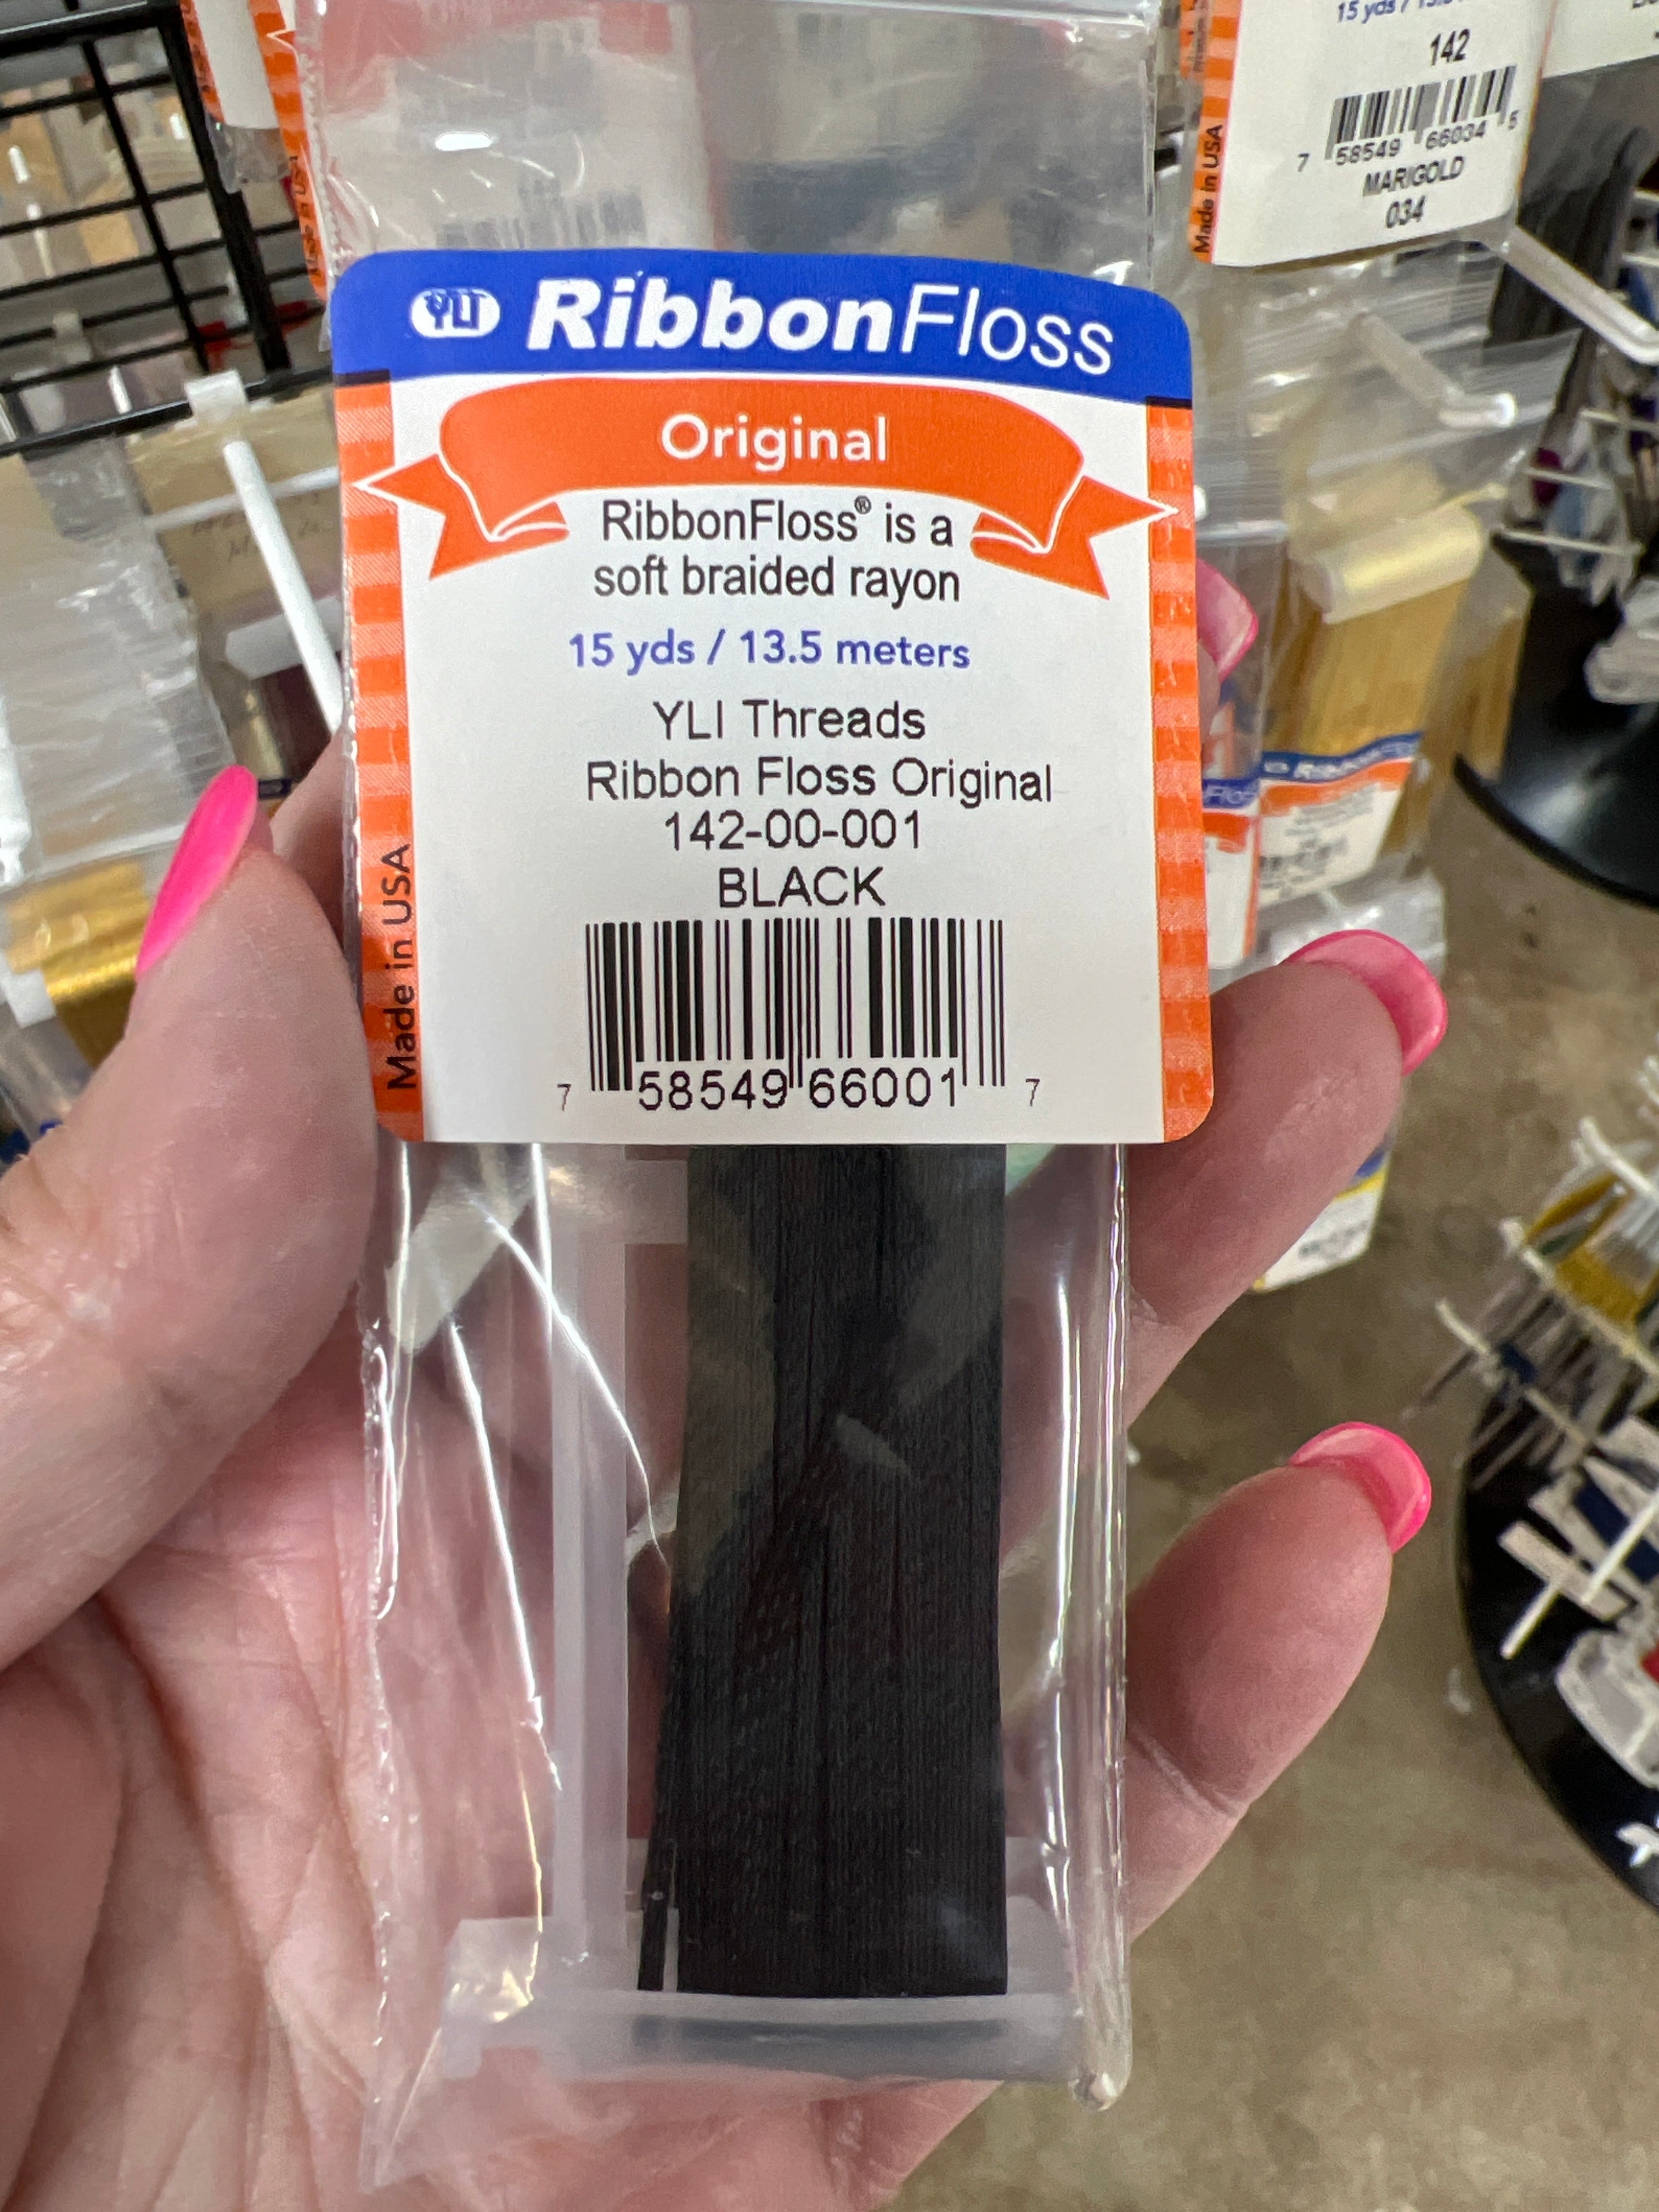 142
7 58549 66034 5
MARIGOLD
034
Made in USA
YLI RibbonFloss
Original
RibbonFloss® is a
soft braided rayon
15 yds / 13.5 meters
YLI Threads
Ribbon Floss Original
142-00-001
BLACK
7 58549 66001 7
Made in USA